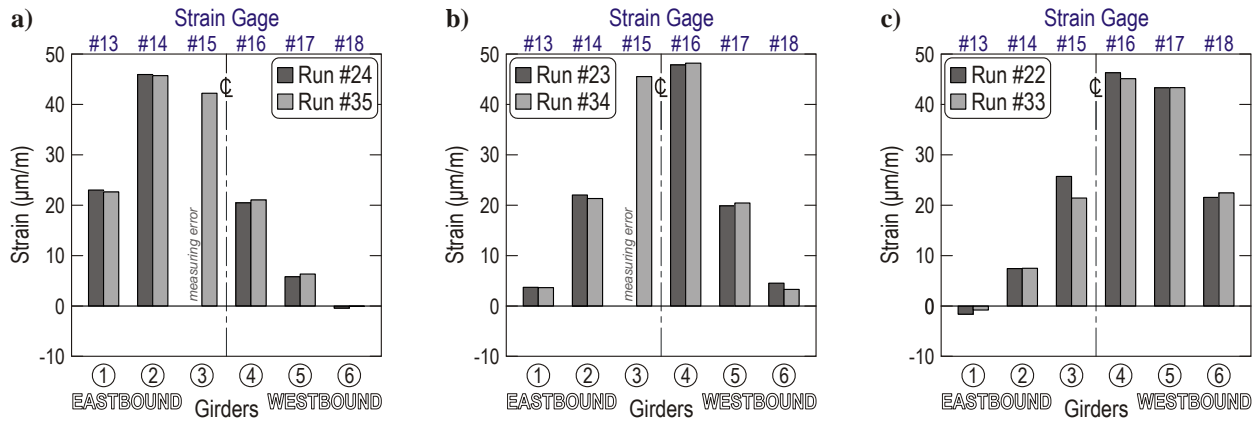 a)
Strain Gage
#13 #14 #15 #16 #17 #18
50
40
30
20
10
0
-10
Strain (μm/m)
Run #24
Run #35
℄
measuring error
1 2 3 4 5 6
EASTBOUND Girders WESTBOUND
b)
Strain Gage
#13 #14 #15 #16 #17 #18
50
40
30
20
10
0
-10
Strain (μm/m)
Run #23
Run #34
℄
measuring error
1 2 3 4 5 6
EASTBOUND Girders WESTBOUND
c)
Strain Gage
#13 #14 #15 #16 #17 #18
50
40
30
20
10
0
-10
Strain (μm/m)
Run #22
Run #33
℄
1 2 3 4 5 6
EASTBOUND Girders WESTBOUND